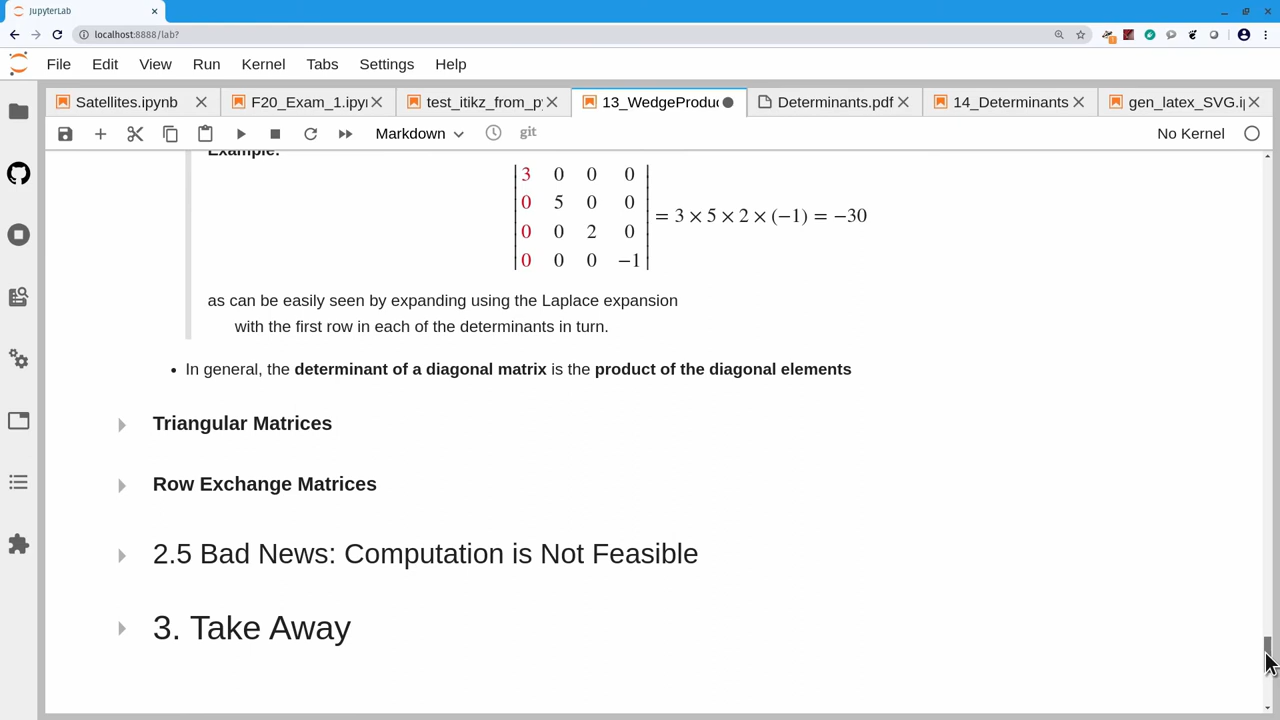 JupyterLab
localhost:8888/lab?
File Edit View Run Kernel Tabs Settings Help
Satellites.ipynb F20_Exam_1.ipyn test_itikz_from_py 13_WedgeProduc Determinants.pdf 14_Determinants gen_latex_SVG.i
Markdown git No Kernel
Example:
3 0 0 0
0 5 0 0
0 0 2 0
0 0 0 −1
= 3 × 5 × 2 × (−1) = −30
as can be easily seen by expanding using the Laplace expansion
with the first row in each of the determinants in turn.
• In general, the determinant of a diagonal matrix is the product of the diagonal elements
Triangular Matrices
Row Exchange Matrices
2.5 Bad News: Computation is Not Feasible
3. Take Away